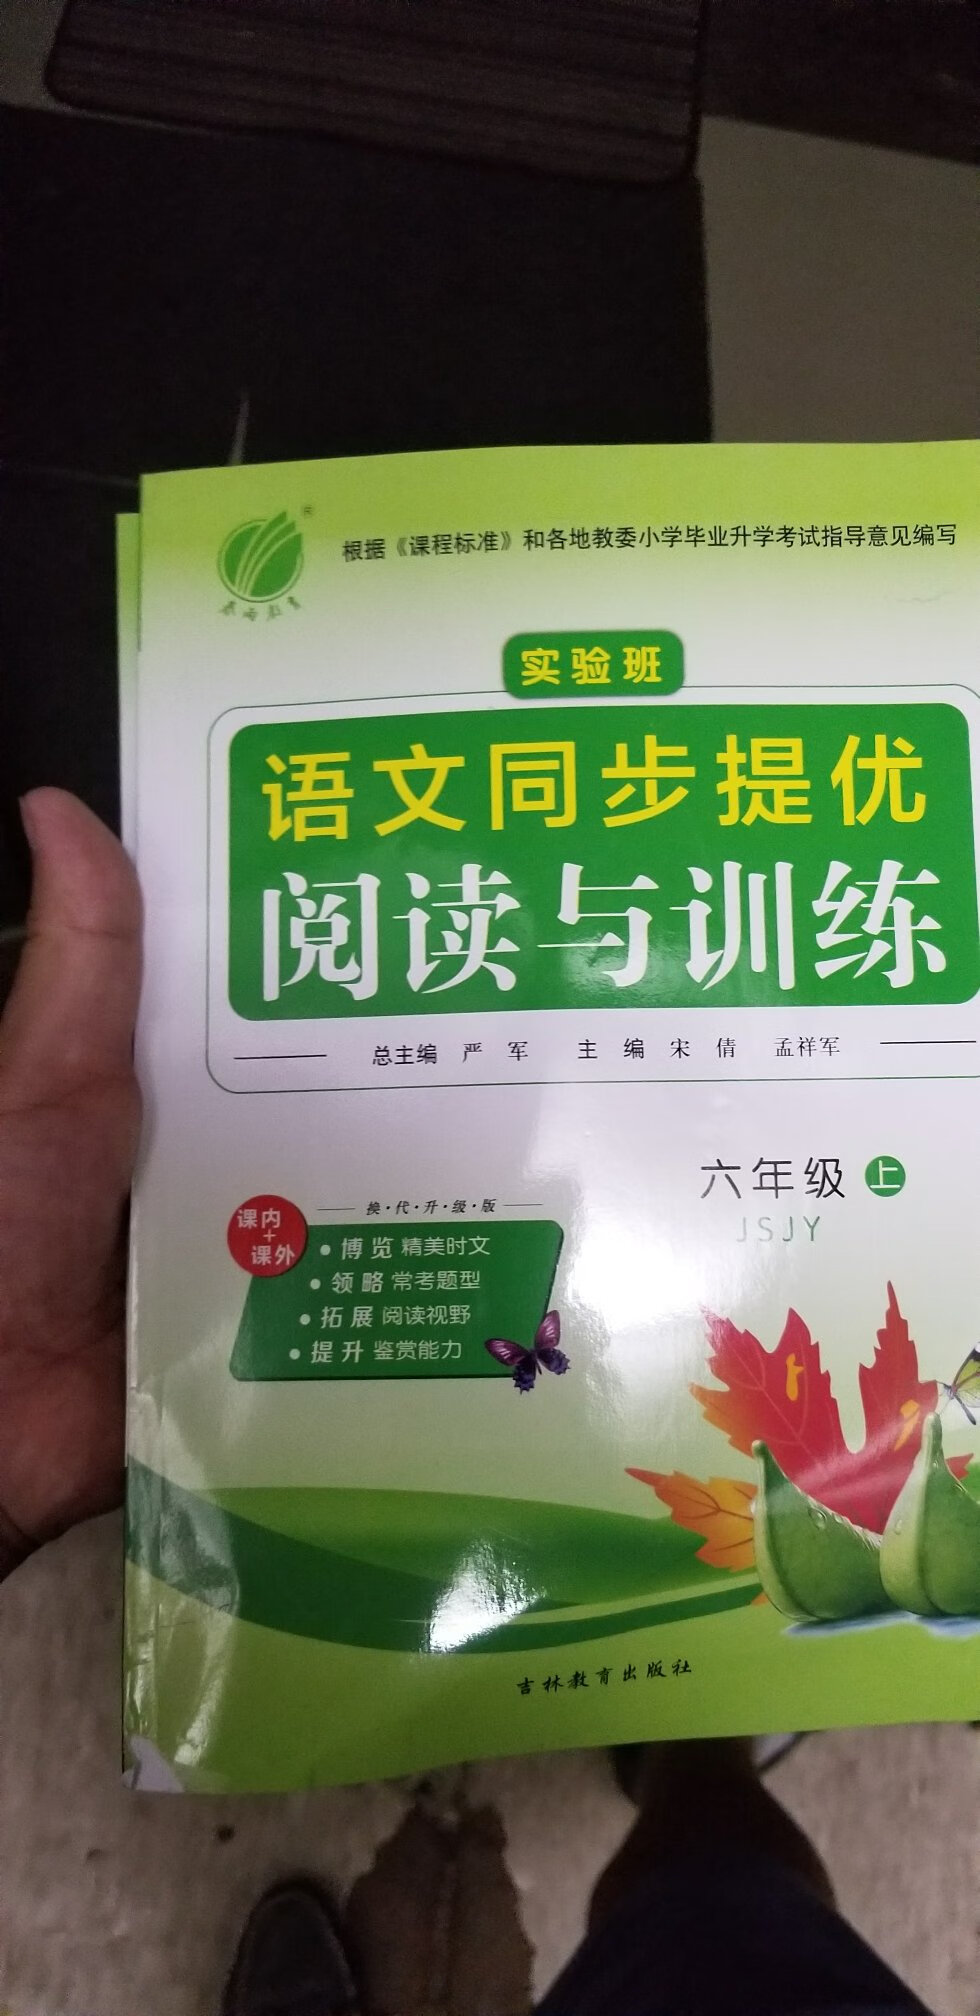 ®
春雨教育
根据《课程标准》和各地教委小学毕业升学考试指导意见编写
实验班
语文同步提优
阅读与训练
总主编 严军 主编 宋倩 孟祥军
六年级 上
JSJY
课内
+
课外
换·代·升·级·版
• 博览 精美时文
• 领略 常考题型
• 拓展 阅读视野
• 提升 鉴赏能力
吉林教育出版社